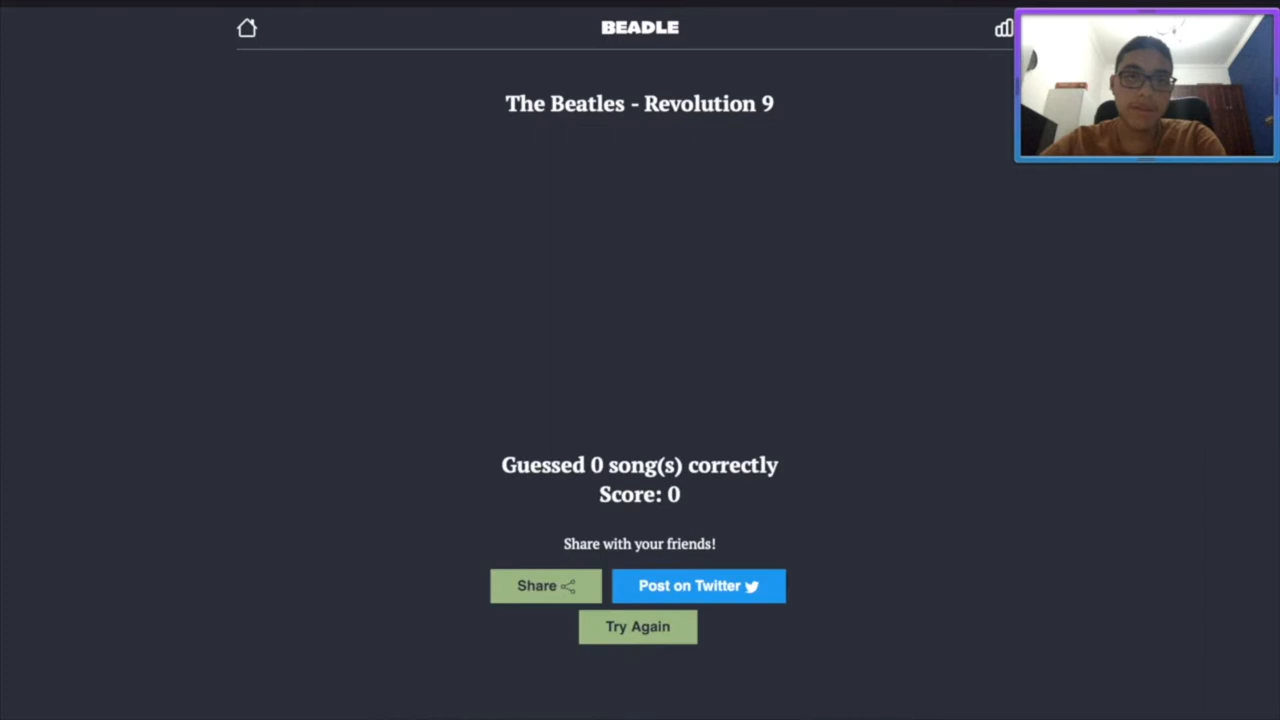 BEADLE
The Beatles - Revolution 9
Guessed 0 song(s) correctly
Score: 0
Share with your friends!
Share
Post on Twitter
Try Again